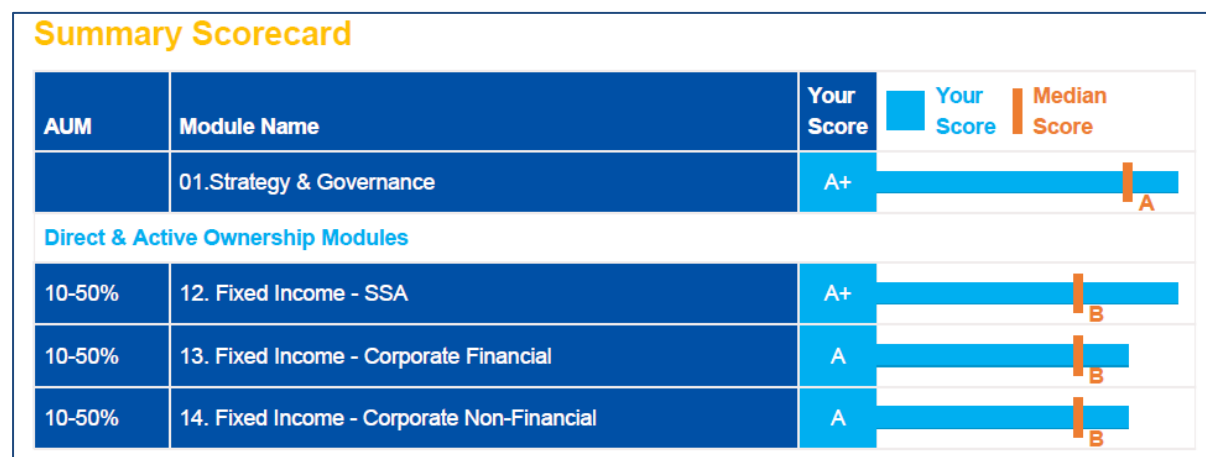 Summary Scorecard
AUM Module Name Your Score Your Score Median Score
01.Strategy & Governance A+ A
Direct & Active Ownership Modules
10-50% 12. Fixed Income - SSA A+ B
10-50% 13. Fixed Income - Corporate Financial A B
10-50% 14. Fixed Income - Corporate Non-Financial A B